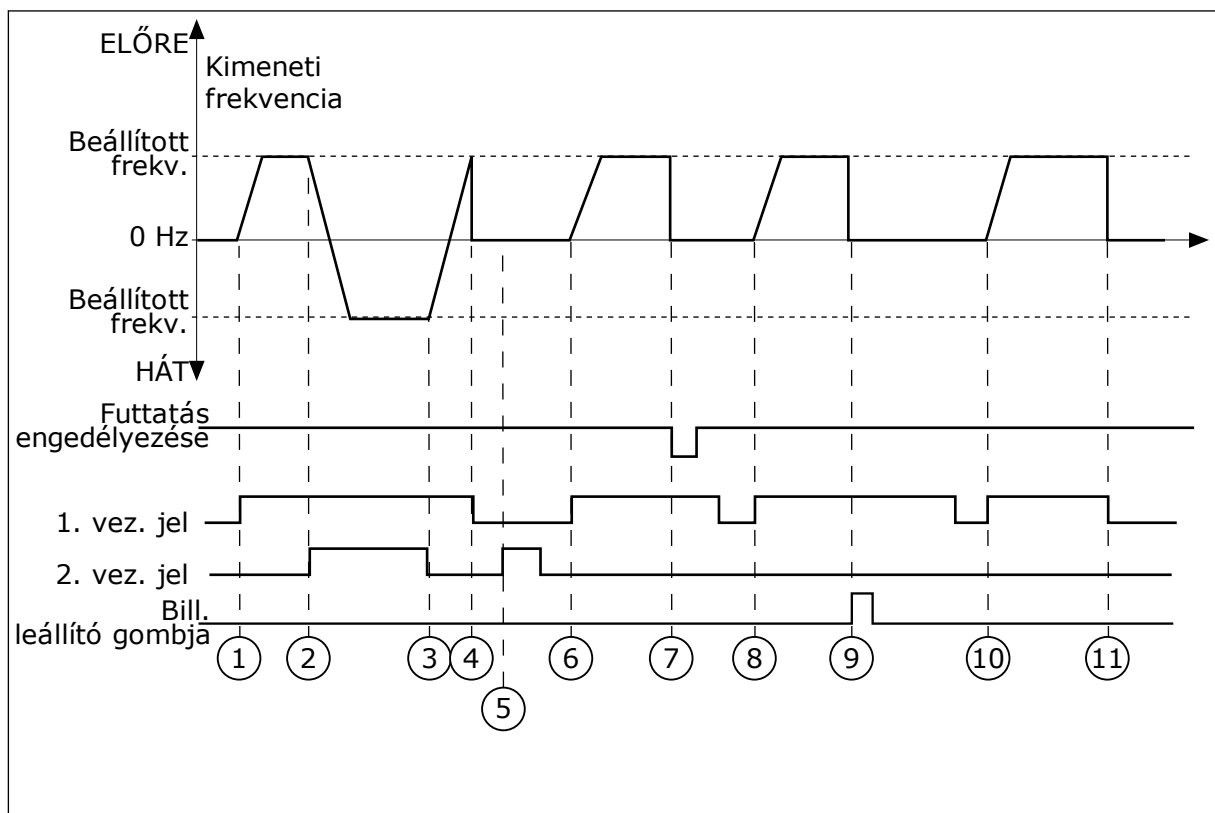 ELŐRE
Kimeneti
frekvencia
Beállított
frekv.
0 Hz
Beállított
frekv.
HÁT
Futtatás
engedélyezése
1. vez. jel
2. vez. jel
Bill.
leállító gombja
1 2 3 4 6 7 8 9 10 11
5